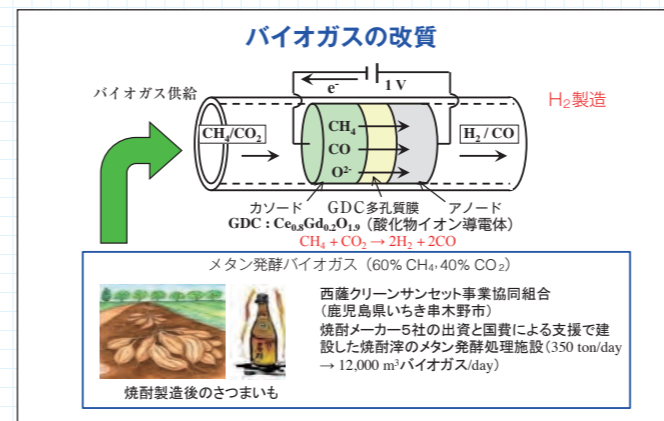 バイオガスの改質
e⁻
1 V
バイオガス供給
H₂製造
CH₄/CO₂
CH₄
CO
O²⁻
H₂ / CO
カソード
GDC多孔質膜
アノード
GDC : Ce₀.₈Gd₀.₂O₁.₉ (酸化物イオン導電体)
CH₄ + CO₂ → 2H₂ + 2CO
メタン発酵バイオガス (60% CH₄, 40% CO₂)
西薩クリーンサンセット事業協同組合
(鹿児島県いちき串木野市)
焼酎メーカー5社の出資と国費による支援で建
設した焼酎滓のメタン発酵処理施設(350 ton/day
→ 12,000 m³バイオガス/day)
焼酎製造後のさつまいも